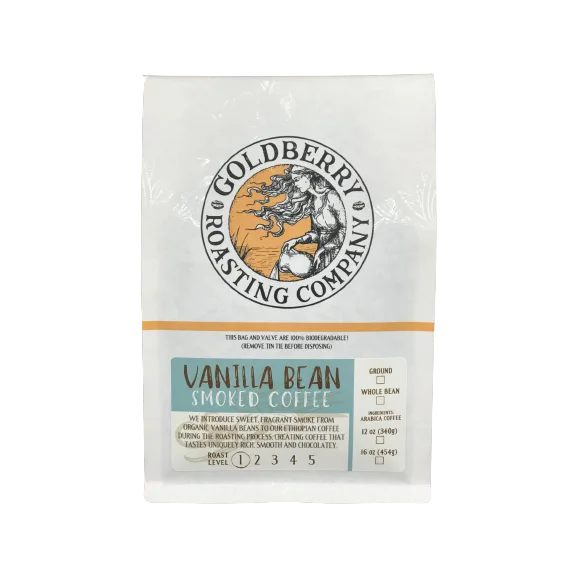 GOLDBERRY
ROASTING COMPANY
THIS BAG AND VALVE ARE 100% BIODEGRADABLE!
(REMOVE TIN TIE BEFORE DISPOSING)
VANILLA BEAN
SMOKED COFFEE
WE INTRODUCE SWEET, FRAGRANT SMOKE FROM
ORGANIC VANILLA BEANS TO OUR ETHIOPIAN COFFEE
DURING THE ROASTING PROCESS; CREATING COFFEE THAT
TASTES UNIQUELY RICH, SMOOTH AND CHOCOLATEY.
ROAST
LEVEL 1 2 3 4 5
GROUND
WHOLE BEAN
INGREDIENTS:
ARABICA COFFEE
12 oz (340g)
16 oz (454g)